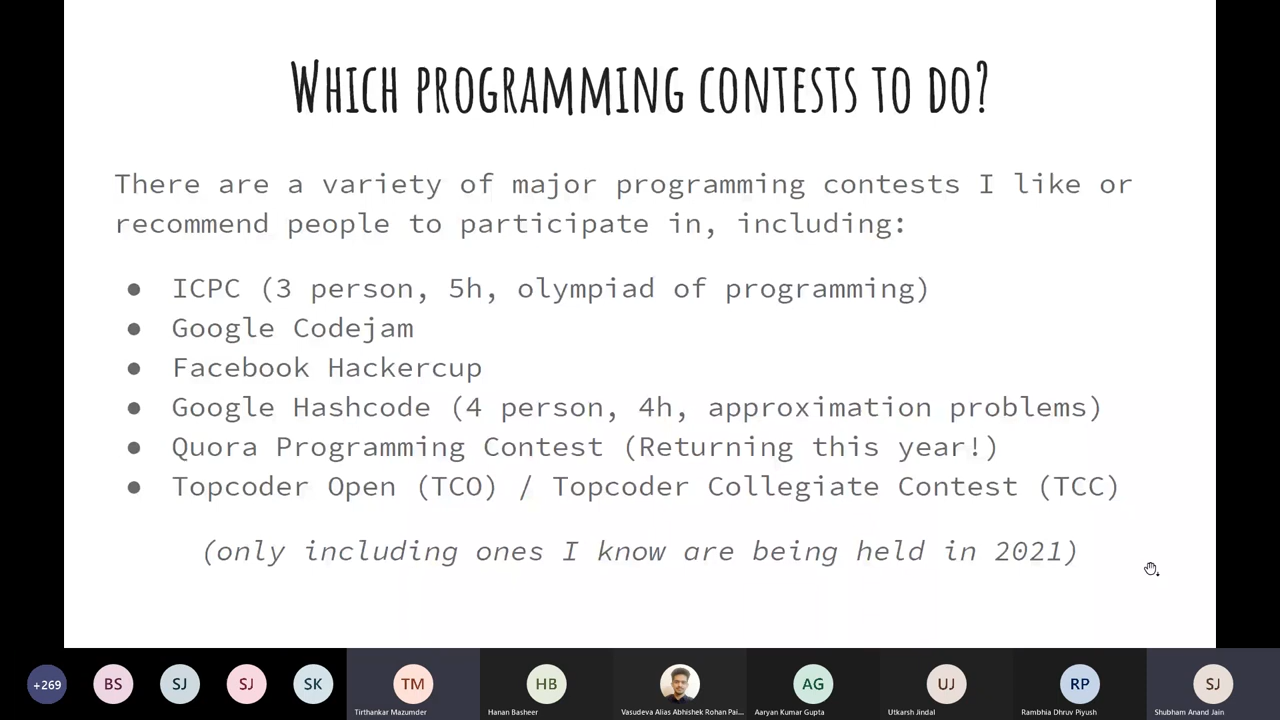 Which programming contests to do?
There are a variety of major programming contests I like or
recommend people to participate in, including:
● ICPC (3 person, 5h, olympiad of programming)
● Google Codejam
● Facebook Hackercup
● Google Hashcode (4 person, 4h, approximation problems)
● Quora Programming Contest (Returning this year!)
● Topcoder Open (TCO) / Topcoder Collegiate Contest (TCC)
(only including ones I know are being held in 2021)
+269 BS SJ SJ SK TM HB AG UJ RP SJ
Tirthankar Mazumder Hanan Basheer Vasudeva Alias Abhishek Rohan Pai... Aaryan Kumar Gupta Utkarsh Jindal Rambhia Dhruv Piyush Shubham Anand Jain